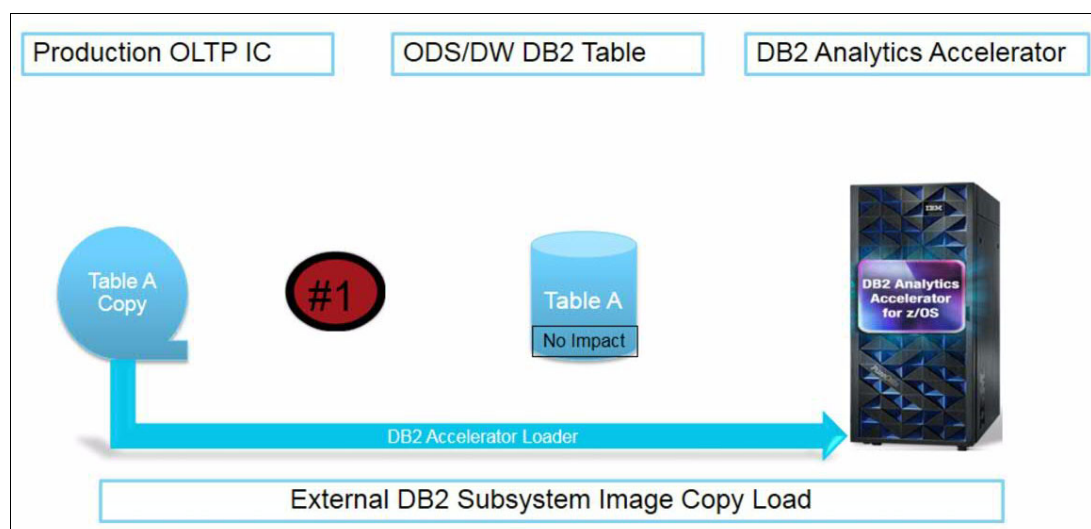 Production OLTP IC
ODS/DW DB2 Table
DB2 Analytics Accelerator
Table A
Copy
#1
Table A
No Impact
IBM
DB2 Analytics
Accelerator
for z/OS
DB2 Accelerator Loader
External DB2 Subsystem Image Copy Load